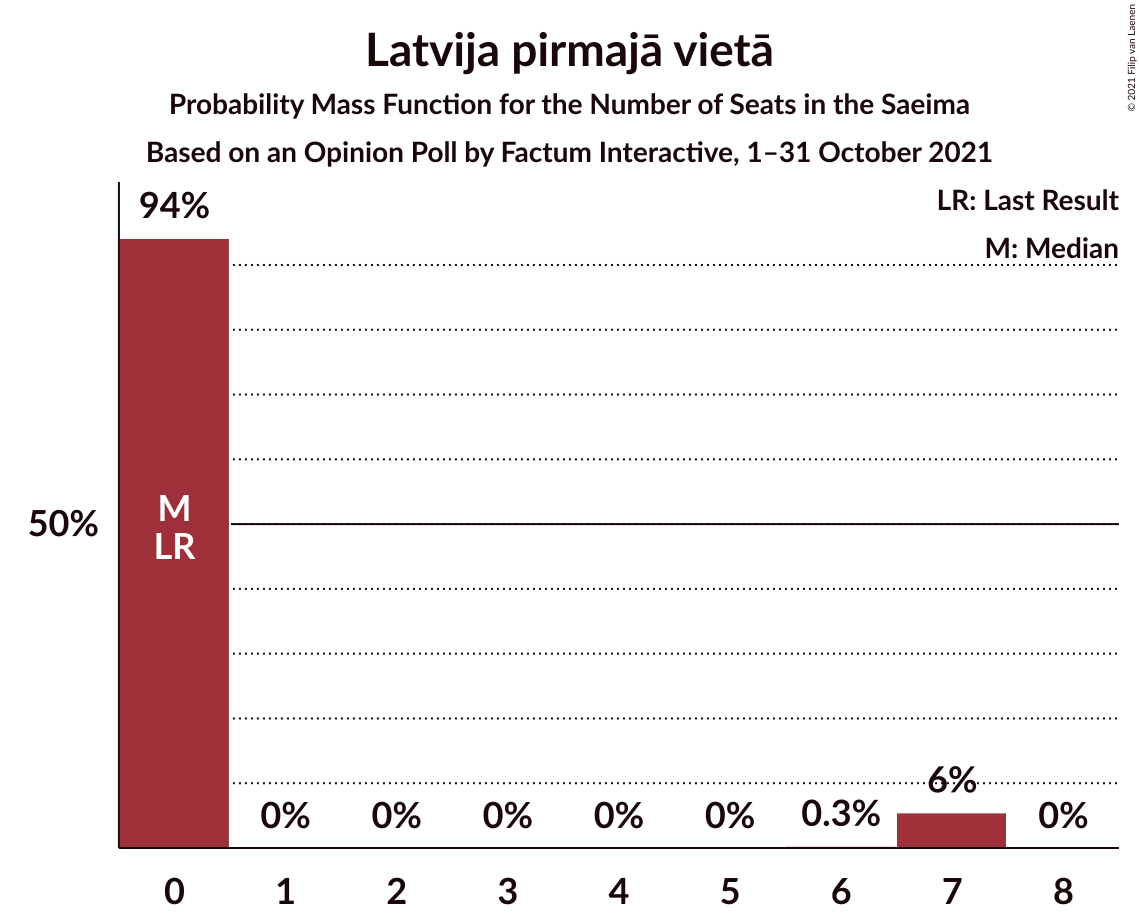 Latvija pirmajā vietā
Probability Mass Function for the Number of Seats in the Saeima
Based on an Opinion Poll by Factum Interactive, 1–31 October 2021
© 2021 Filip van Laenen
LR: Last Result
M: Median
94%
50%
M
LR
0%
0%
0%
0%
0%
0.3%
6%
0%
0 1 2 3 4 5 6 7 8